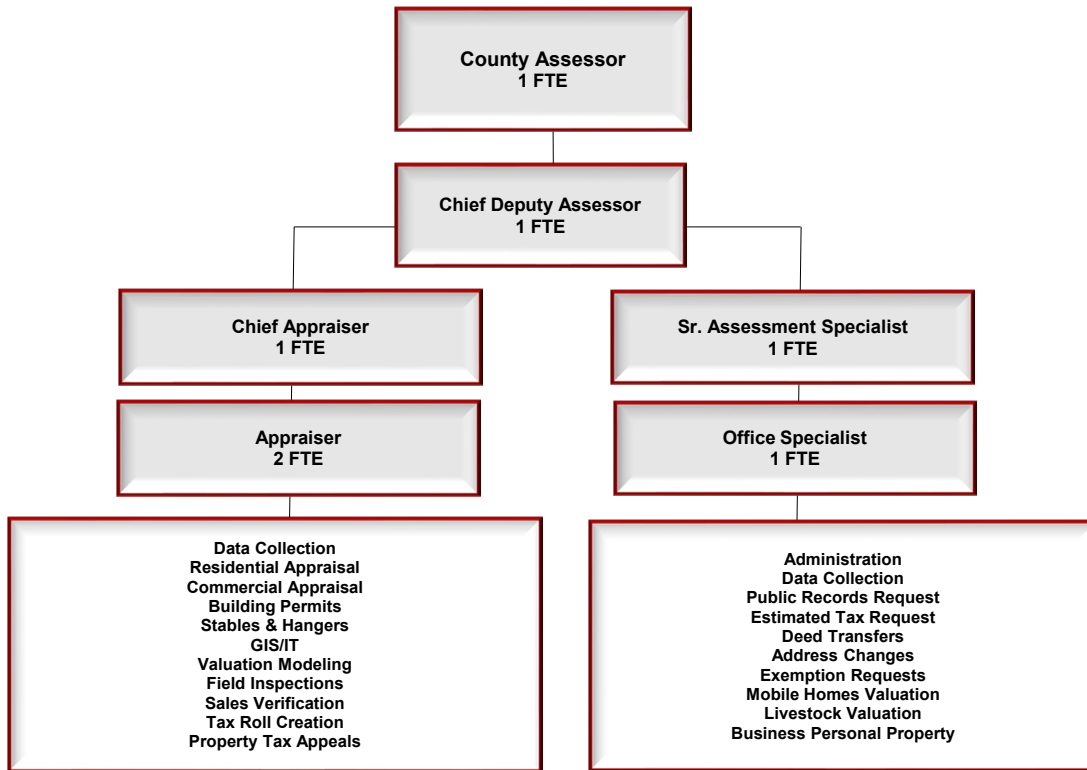 County Assessor
1 FTE
Chief Deputy Assessor
1 FTE
Chief Appraiser
1 FTE
Sr. Assessment Specialist
1 FTE
Appraiser
2 FTE
Office Specialist
1 FTE
Data Collection
Residential Appraisal
Commercial Appraisal
Building Permits
Stables & Hangers
GIS/IT
Valuation Modeling
Field Inspections
Sales Verification
Tax Roll Creation
Property Tax Appeals
Administration
Data Collection
Public Records Request
Estimated Tax Request
Deed Transfers
Address Changes
Exemption Requests
Mobile Homes Valuation
Livestock Valuation
Business Personal Property